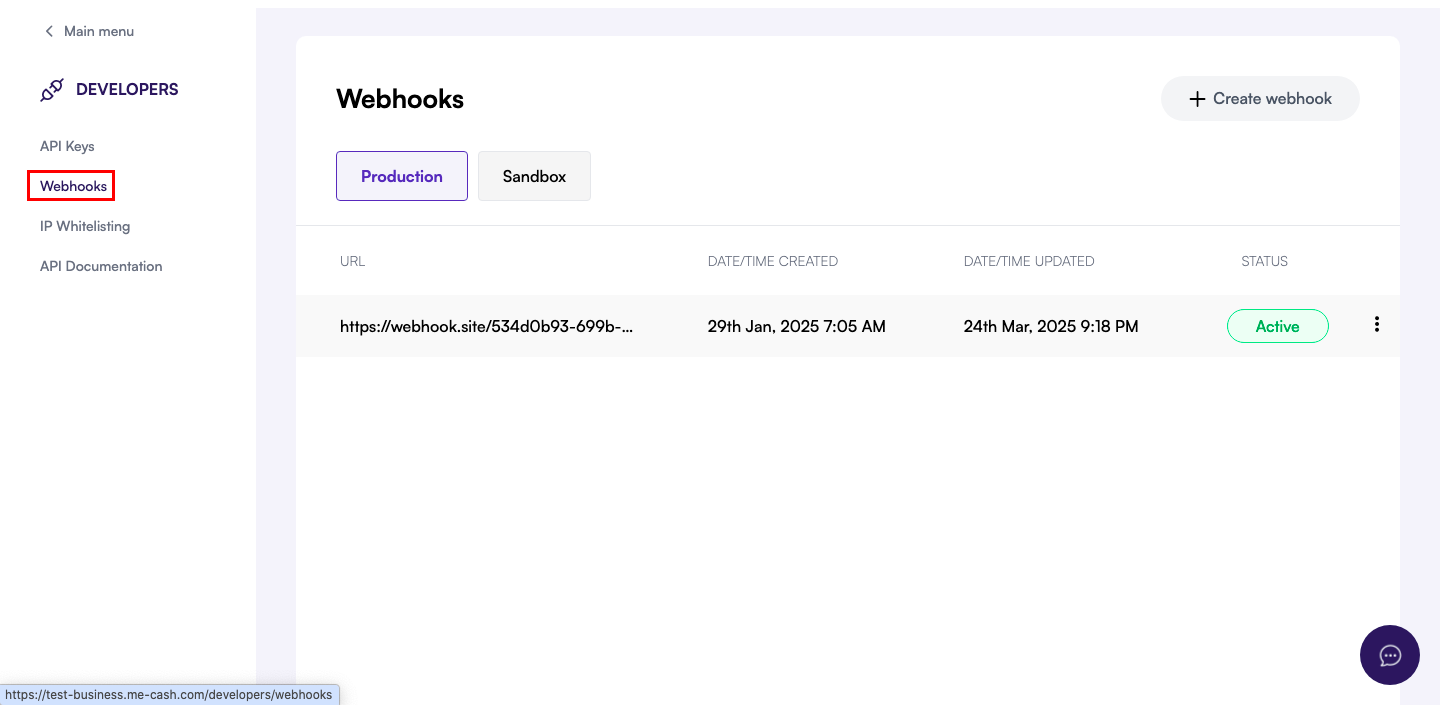 Main menu
DEVELOPERS
API Keys
Webhooks
IP Whitelisting
API Documentation
Webhooks
Create webhook
Production
Sandbox
URL
DATE/TIME CREATED
DATE/TIME UPDATED
STATUS
https://webhook.site/534d0b93-699b-...
29th Jan, 2025 7:05 AM
24th Mar, 2025 9:18 PM
Active
https://test-business.me-cash.com/developers/webhooks